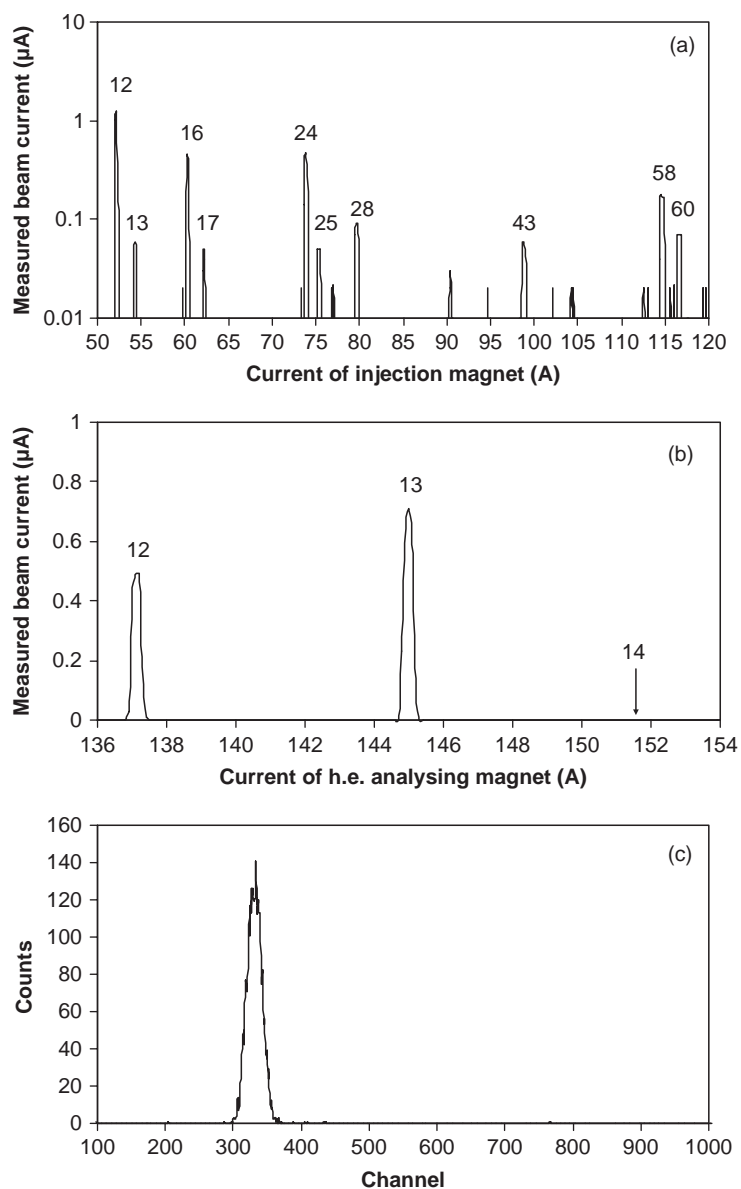 (a)
Measured beam current (µA)
10
1
0.1
0.01
12
13
16
17
24
25
28
43
58
60
50 55 60 65 70 75 80 85 90 95 100 105 110 115 120
Current of injection magnet (A)
(b)
Measured beam current (µA)
1
0.8
0.6
0.4
0.2
0
12
13
14
136 138 140 142 144 146 148 150 152 154
Current of h.e. analysing magnet (A)
(c)
Counts
160
140
120
100
80
60
40
20
0
100 200 300 400 500 600 700 800 900 1000
Channel